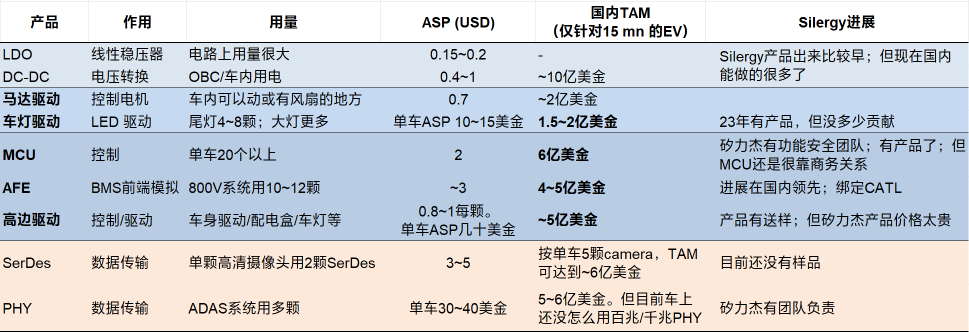 产品 作用 用量 ASP (USD) 国内TAM Silergy进展
（仅针对15 mn 的EV）
LDO 线性稳压器 电路上用量很大 0.15~0.2 - Silergy产品出来比较早；但现在国内
能做的很多了
DC-DC 电压转换 OBC/车内用电 0.4~1 ~10亿美金
马达驱动 控制电机 车内可以动或有风扇的地方 0.7 ~2亿美金
车灯驱动 LED 驱动 尾灯4~8颗；大灯更多 单车ASP 10~15美金 1.5~2亿美金 23年有产品，但没多少贡献
MCU 控制 单车20个以上 2 6亿美金 矽力杰有功能安全团队；有产品了；但
MCU还是很靠商务关系
AFE BMS前端模拟 800V系统用10~12颗 ~3 4~5亿美金 进展在国内领先；绑定CATL
高边驱动 控制/驱动 车身驱动/配电盒/车灯等 0.8~1每颗。
单车ASP几十美金 ~5亿美金 产品有送样；但矽力杰产品价格太贵
SerDes 数据传输 单颗高清摄像头用2颗SerDes 3~5 按单车5颗camera，TAM
可达到~6亿美金 目前还没有样品
PHY 数据传输 ADAS系统用多颗 单车30~40美金 5~6亿美金。但目前车上
还没怎么用百兆/千兆PHY 矽力杰有团队负责